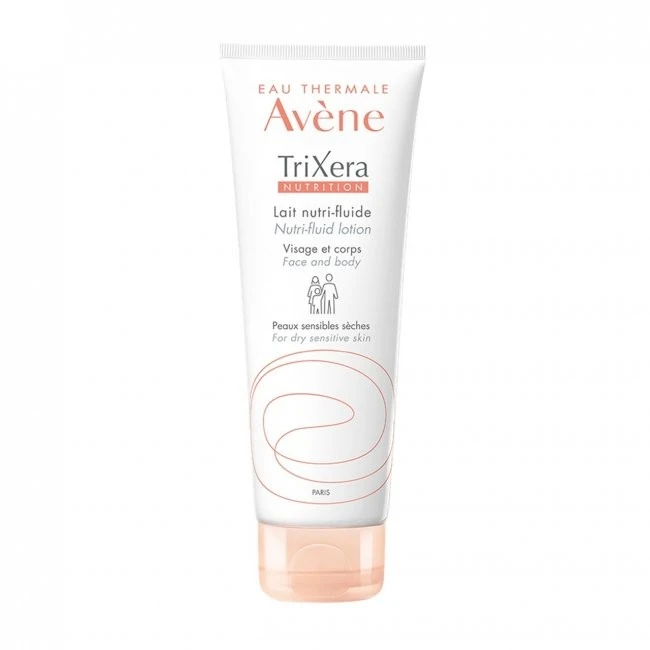 EAU THERMALE
Avène
TriXera
NUTRITION
Lait nutri-fluide
Nutri-fluid lotion
Visage et corps
Face and body
Peaux sensibles sèches
For dry sensitive skin
PARIS